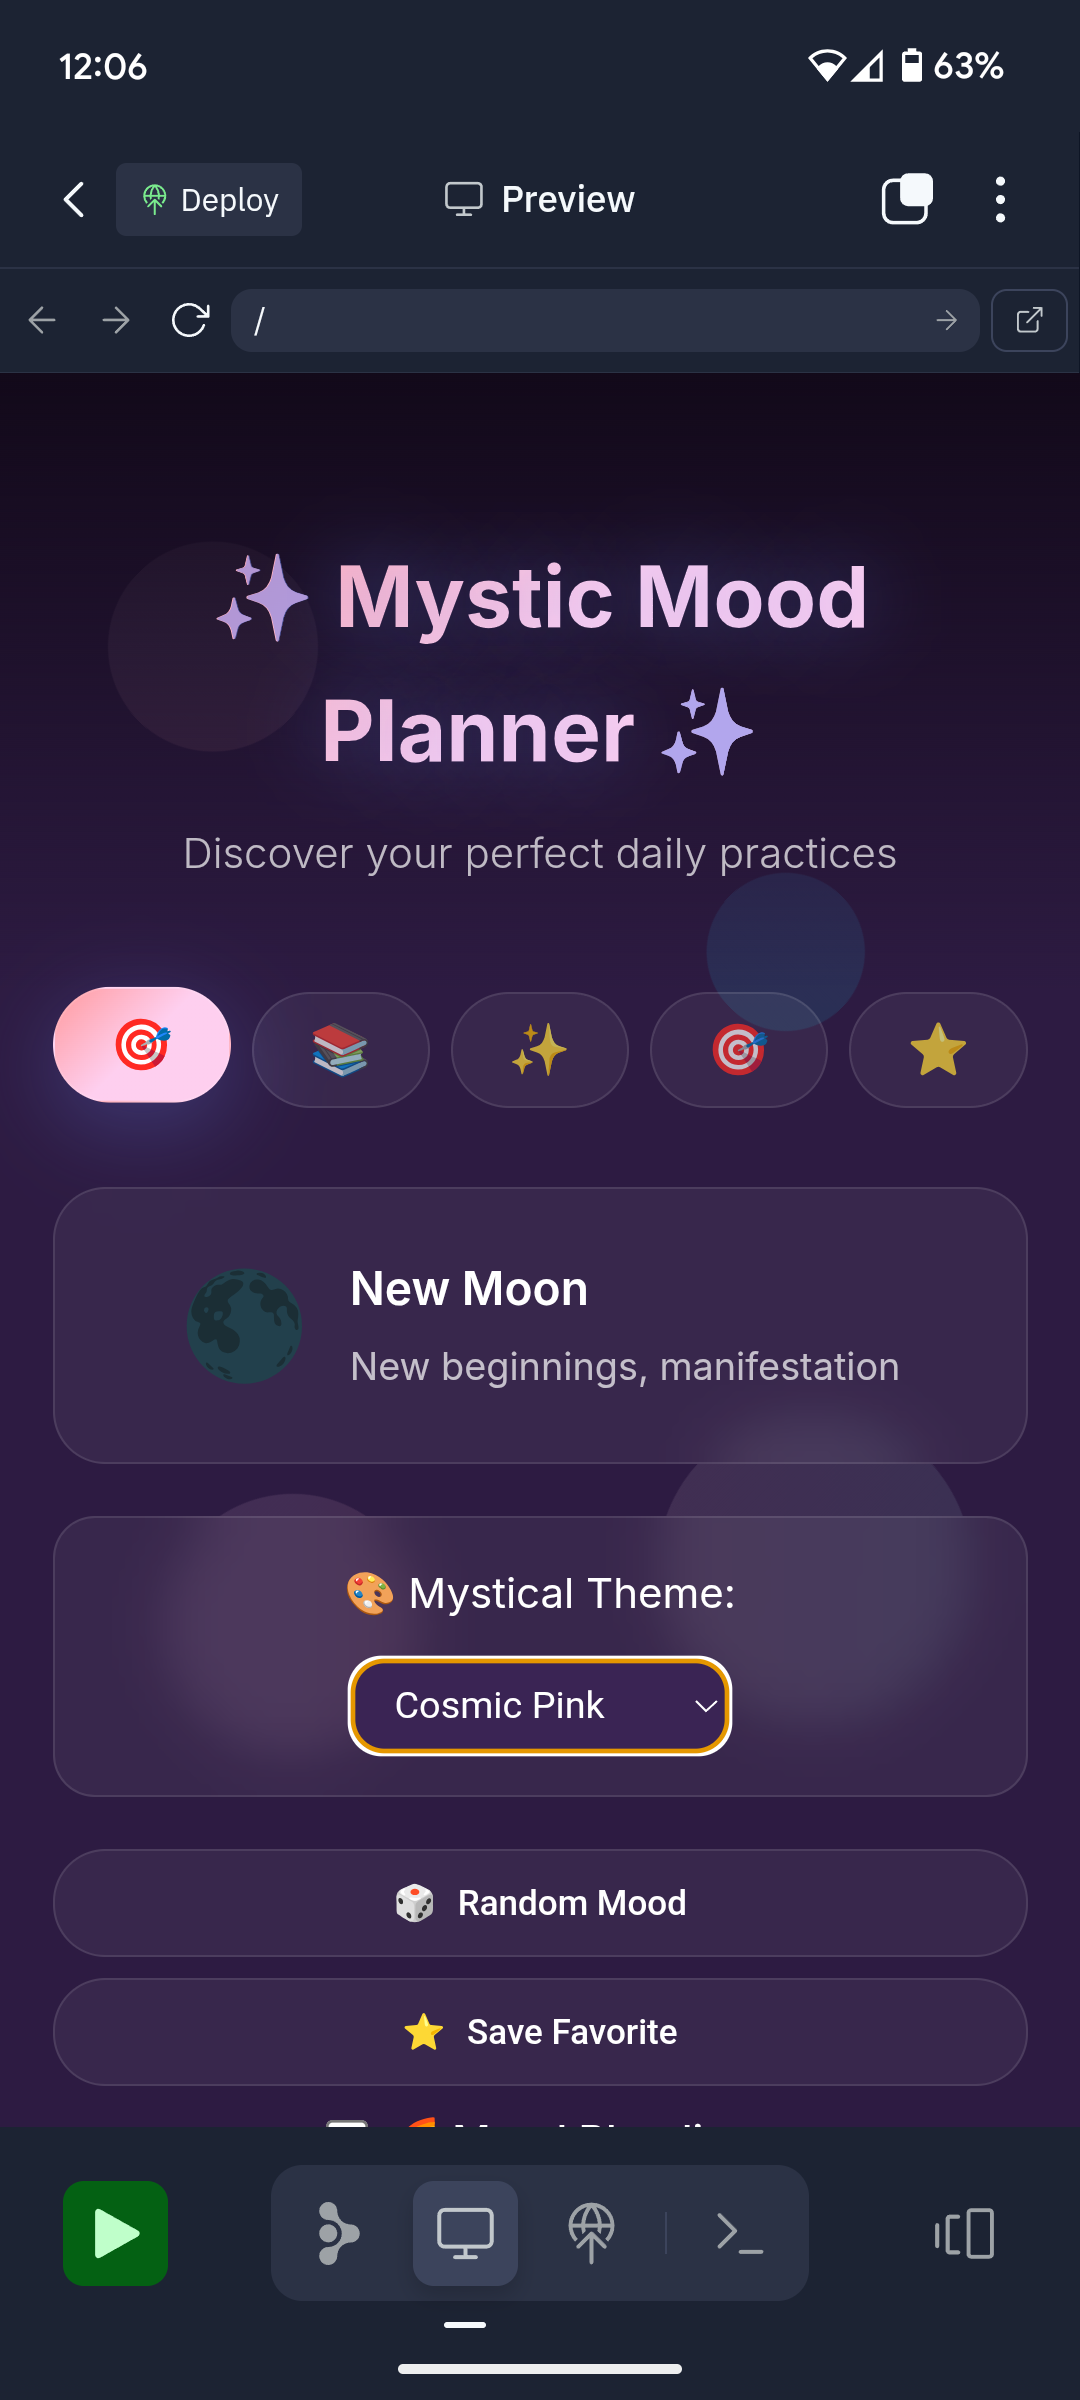 12:06
63%
Deploy
Preview
/
✨ Mystic Mood
Planner ✨
Discover your perfect daily practices
New Moon
New beginnings, manifestation
🎨 Mystical Theme:
Cosmic Pink
🎲 Random Mood
⭐ Save Favorite